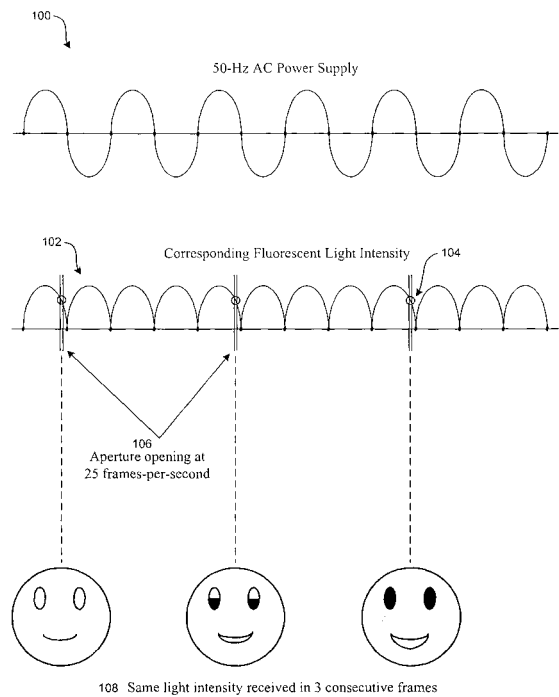 100
50-Hz AC Power Supply
102
Corresponding Fluorescent Light Intensity
104
106
Aperture opening at
25 frames-per-second
108 Same light intensity received in 3 consecutive frames